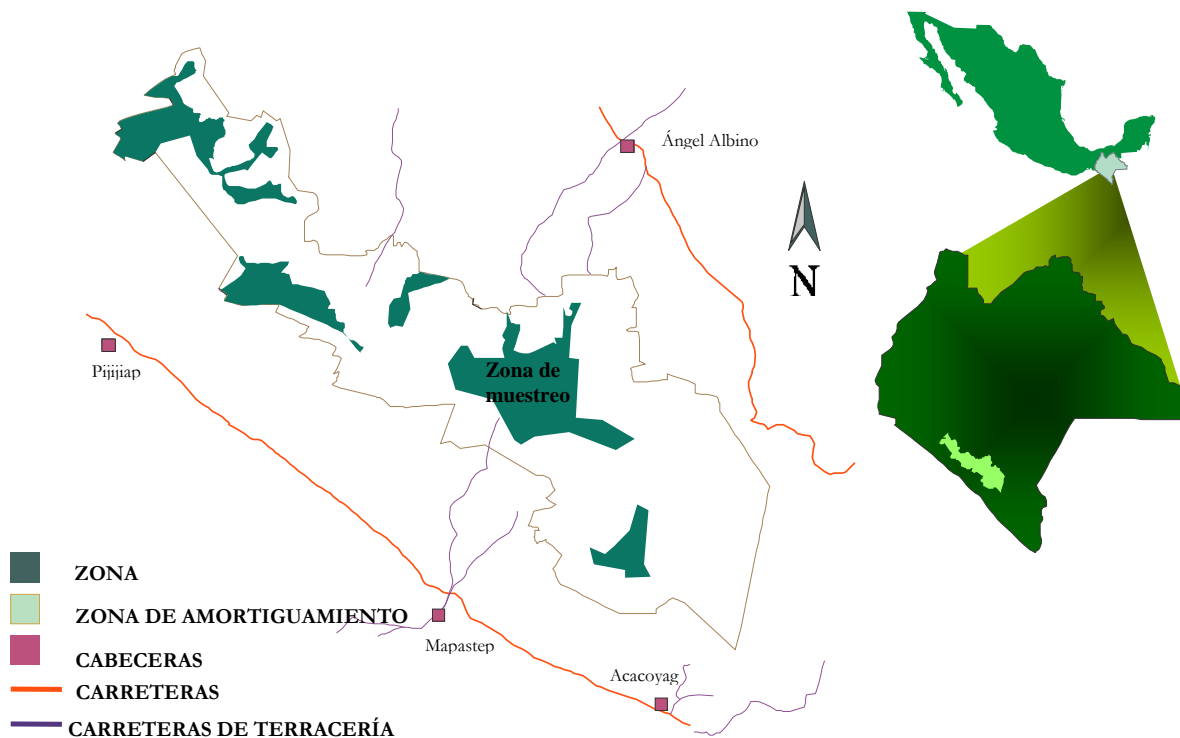 Ángel Albino
N
Pijijiap
Zona de
muestreo
Mapastep
Acacoyag
ZONA
ZONA DE AMORTIGUAMIENTO
CABECERAS
CARRETERAS
CARRETERAS DE TERRACERÍA